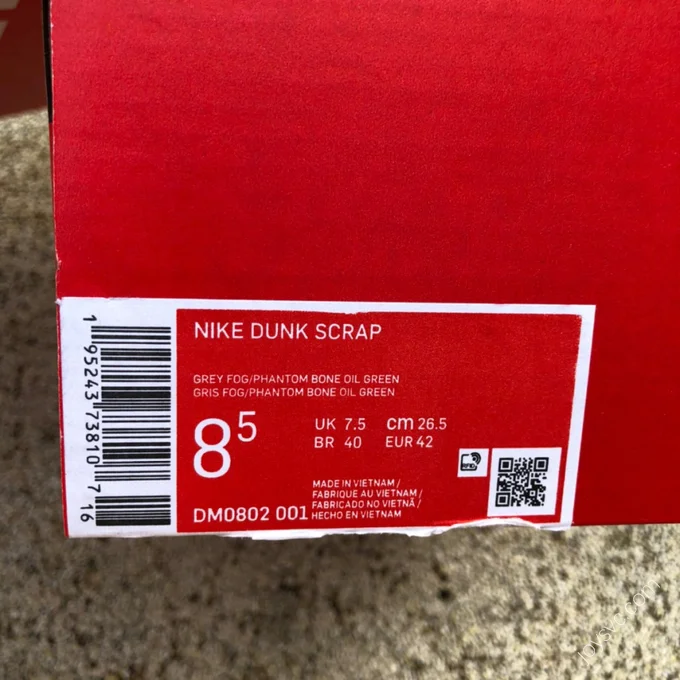 NIKE DUNK SCRAP
GREY FOG/PHANTOM BONE OIL GREEN
GRIS FOG/PHANTOM BONE OIL GREEN
8⁵
UK 7.5 cm 26.5
BR 40 EUR 42
MADE IN VIETNAM /
FABRIQUE AU VIETNAM /
FABRICADO NO VIETNÃ /
HECHO EN VIETNAM
DM0802 001
1 95243 73810 7 16